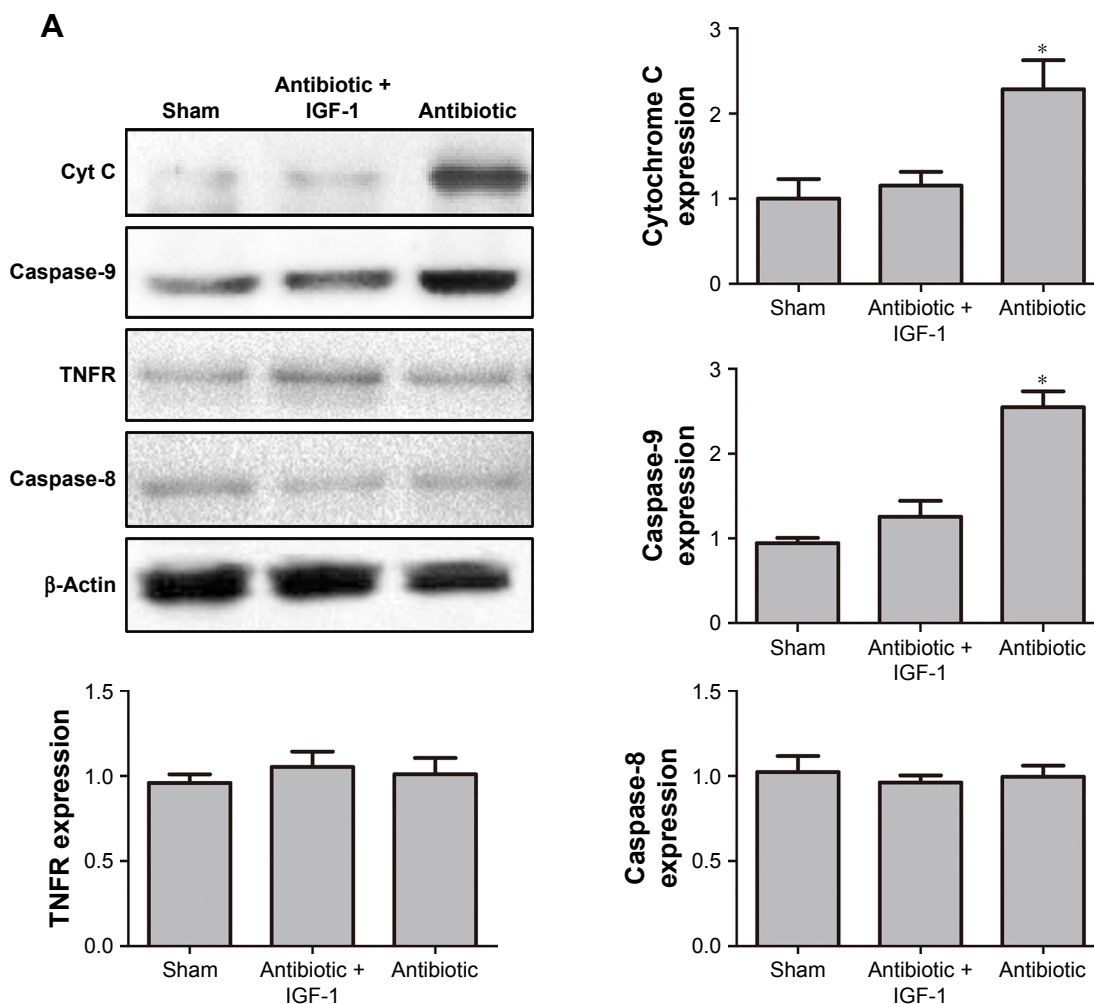 A
Sham
Antibiotic +
IGF-1
Antibiotic
Cyt C
Caspase-9
TNFR
Caspase-8
β-Actin
Cytochrome C
expression
3
2
1
0
*
Sham
Antibiotic +
IGF-1
Antibiotic
Caspase-9
expression
3
2
1
0
*
Sham
Antibiotic +
IGF-1
Antibiotic
TNFR expression
1.5
1.0
0.5
0.0
Sham
Antibiotic +
IGF-1
Antibiotic
Caspase-8
expression
1.5
1.0
0.5
0.0
Sham
Antibiotic +
IGF-1
Antibiotic